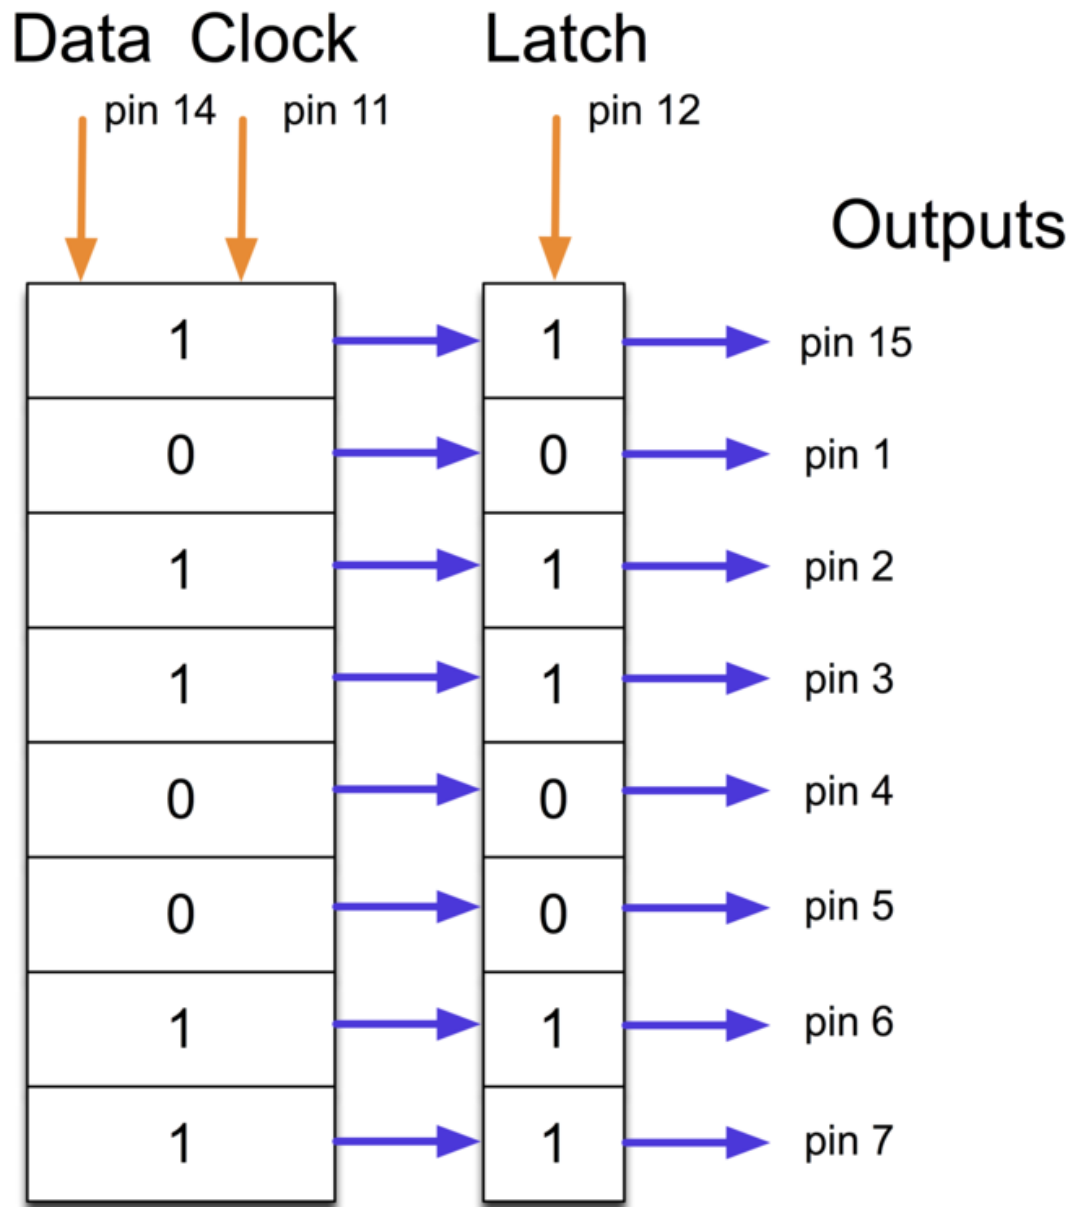 Data Clock Latch
pin 14 pin 11 pin 12
Outputs
1 1 pin 15
0 0 pin 1
1 1 pin 2
1 1 pin 3
0 0 pin 4
0 0 pin 5
1 1 pin 6
1 1 pin 7